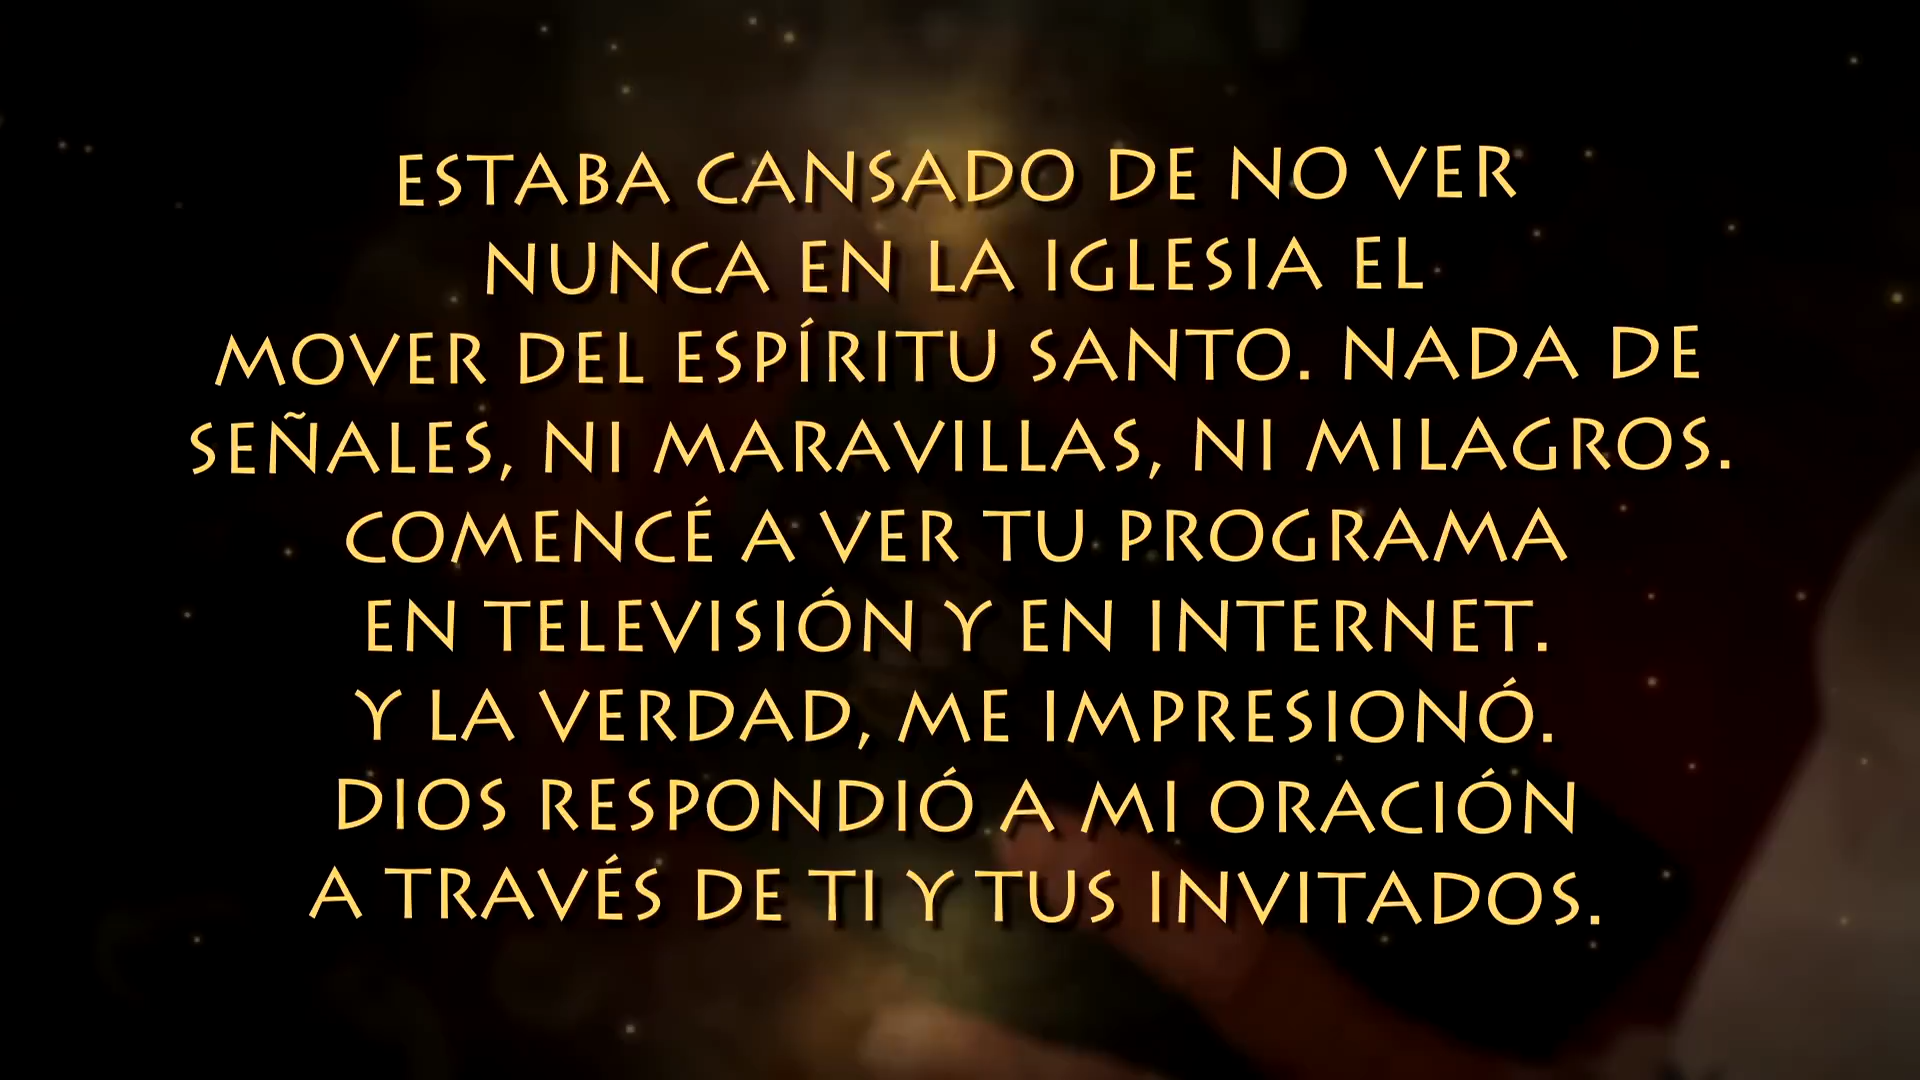 ESTABA CANSADO DE NO VER
NUNCA EN LA IGLESIA EL
MOVER DEL ESPÍRITU SANTO. NADA DE
SEÑALES, NI MARAVILLAS, NI MILAGROS.
COMENCÉ A VER TU PROGRAMA
EN TELEVISIÓN Y EN INTERNET.
Y LA VERDAD, ME IMPRESIONÓ.
DIOS RESPONDIÓ A MI ORACIÓN
A TRAVÉS DE TI Y TUS INVITADOS.